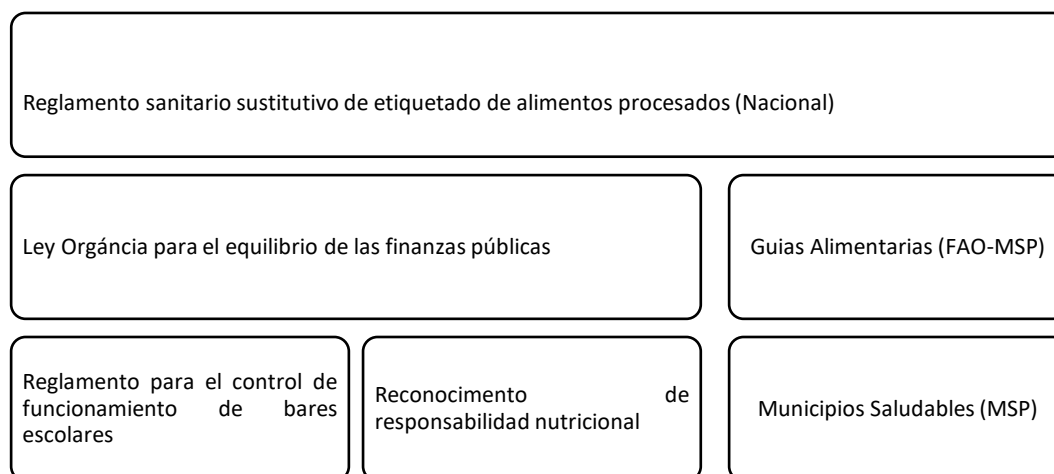 Reglamento sanitario sustitutivo de etiquetado de alimentos procesados (Nacional)
Ley Orgáncia para el equilibrio de las finanzas públicas
Guias Alimentarias (FAO-MSP)
Reglamento para el control de
funcionamiento de bares
escolares
Reconocimento de
responsabilidad nutricional
Municipios Saludables (MSP)